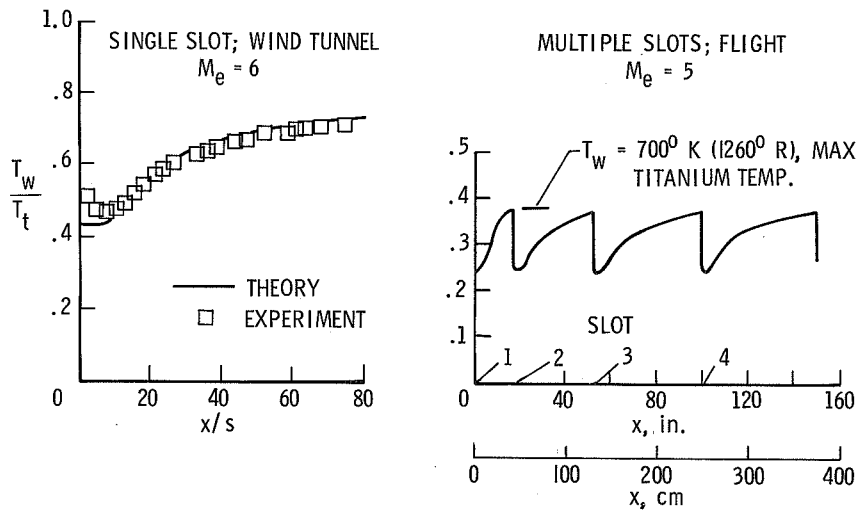 SINGLE SLOT; WIND TUNNEL
Me = 6
1.0
.8
.6
.4
.2
0
Tw
Tt
THEORY
EXPERIMENT
20 40 60 80
x/s
MULTIPLE SLOTS; FLIGHT
Me = 5
.5
.4
.3
.2
.1
0
Tw = 700° K (1260° R), MAX
TITANIUM TEMP.
SLOT
1 2 3 4
40 80 120 160
x, in.
0 100 200 300 400
x, cm